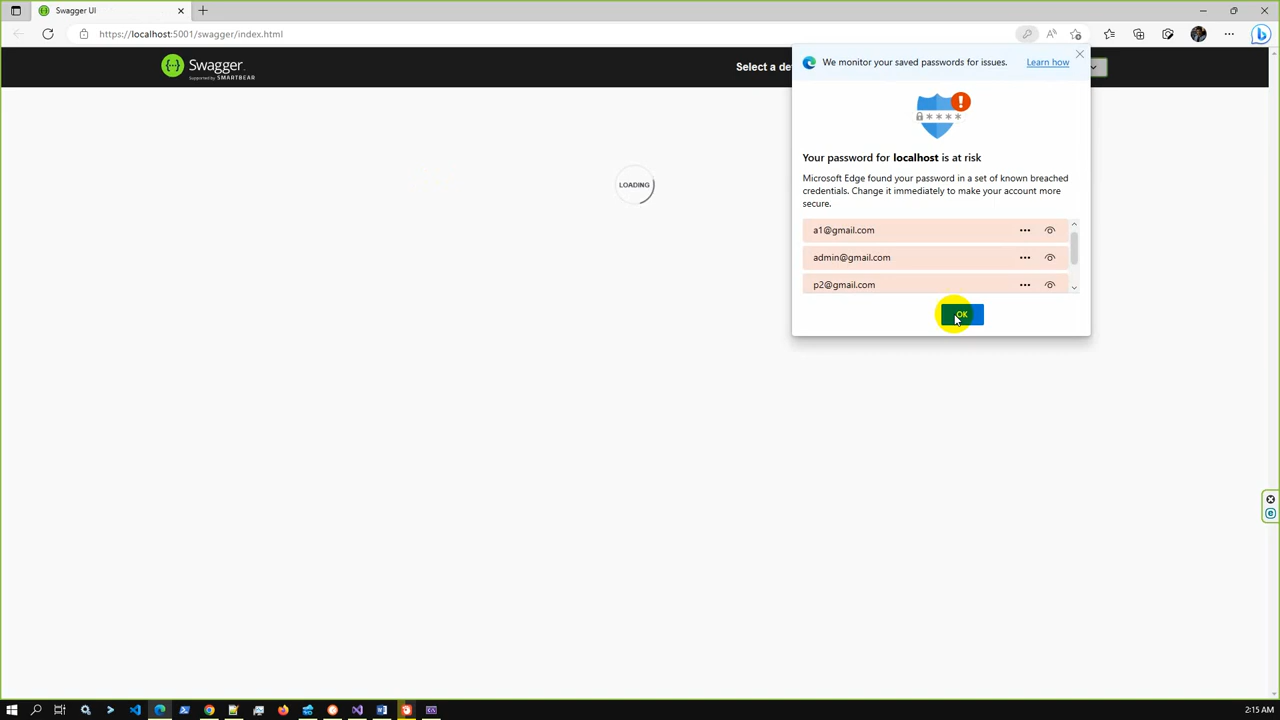 Swagger UI
https://localhost:5001/swagger/index.html
Swagger
Supported by SMARTBEAR
Select a de
We monitor your saved passwords for issues. Learn how
****
Your password for localhost is at risk
Microsoft Edge found your password in a set of known breached
credentials. Change it immediately to make your account more
secure.
LOADING
a1@gmail.com
admin@gmail.com
p2@gmail.com
OK
2:15 AM